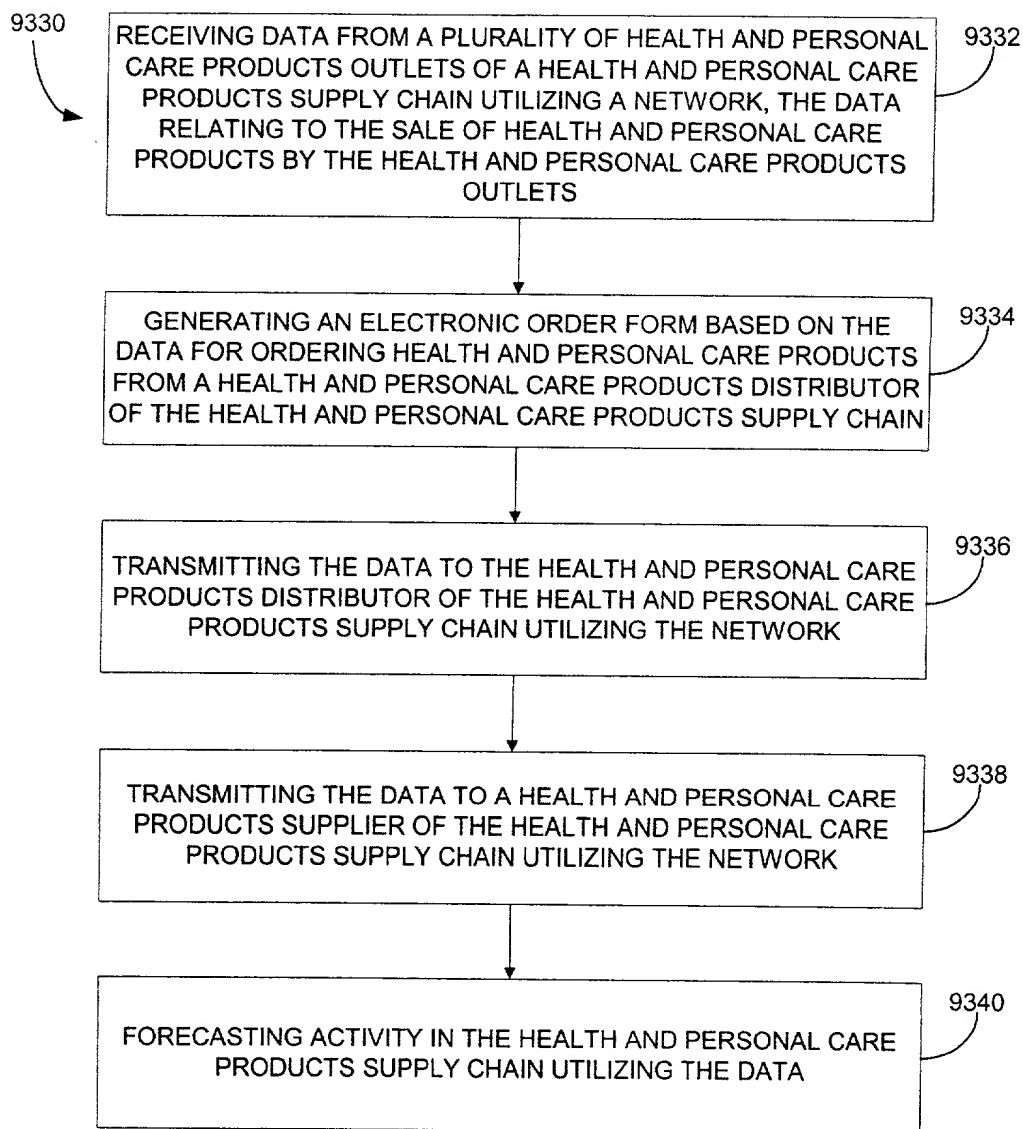 9330
RECEIVING DATA FROM A PLURALITY OF HEALTH AND PERSONAL
CARE PRODUCTS OUTLETS OF A HEALTH AND PERSONAL CARE
PRODUCTS SUPPLY CHAIN UTILIZING A NETWORK, THE DATA
RELATING TO THE SALE OF HEALTH AND PERSONAL CARE
PRODUCTS BY THE HEALTH AND PERSONAL CARE PRODUCTS
OUTLETS
9332
GENERATING AN ELECTRONIC ORDER FORM BASED ON THE
DATA FOR ORDERING HEALTH AND PERSONAL CARE PRODUCTS
FROM A HEALTH AND PERSONAL CARE PRODUCTS DISTRIBUTOR
OF THE HEALTH AND PERSONAL CARE PRODUCTS SUPPLY CHAIN
9334
TRANSMITTING THE DATA TO THE HEALTH AND PERSONAL CARE
PRODUCTS DISTRIBUTOR OF THE HEALTH AND PERSONAL CARE
PRODUCTS SUPPLY CHAIN UTILIZING THE NETWORK
9336
TRANSMITTING THE DATA TO A HEALTH AND PERSONAL CARE
PRODUCTS SUPPLIER OF THE HEALTH AND PERSONAL CARE
PRODUCTS SUPPLY CHAIN UTILIZING THE NETWORK
9338
FORECASTING ACTIVITY IN THE HEALTH AND PERSONAL CARE
PRODUCTS SUPPLY CHAIN UTILIZING THE DATA
9340